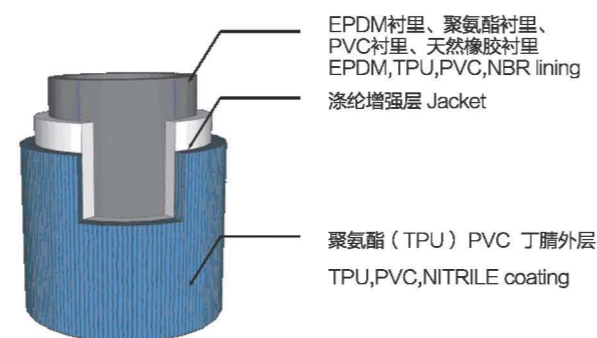 EPDM衬里、聚氨酯衬里、
PVC衬里、天然橡胶衬里
EPDM,TPU,PVC,NBR lining
涤纶增强层 Jacket
聚氨酯（TPU）PVC 丁腈外层
TPU,PVC,NITRILE coating